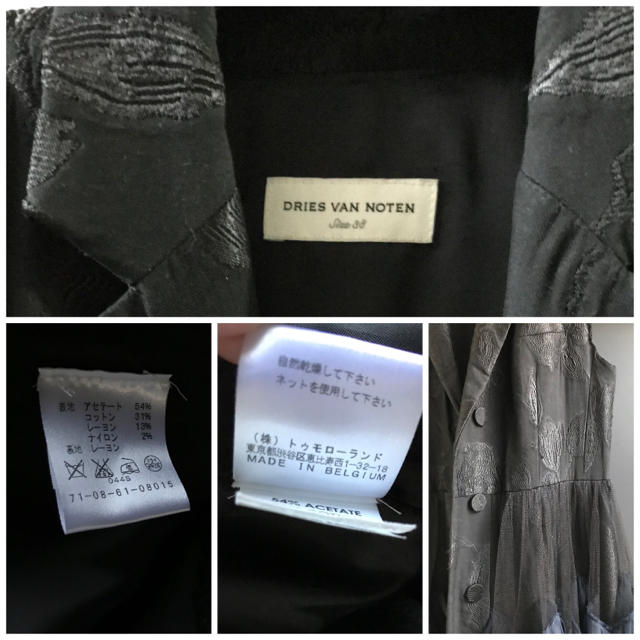 DRIES VAN NOTEN
Size 38
表地 アセテート 54%
コットン 31%
レーヨン 13%
ナイロン 2%
裏地 レーヨン
0445
71-08-61-08015
自然乾燥して下さい
ネットを使用して下さい
(株) トゥモローランド
東京都渋谷区恵比寿西1-32-18
MADE IN BELGIUM
54% ACETATE